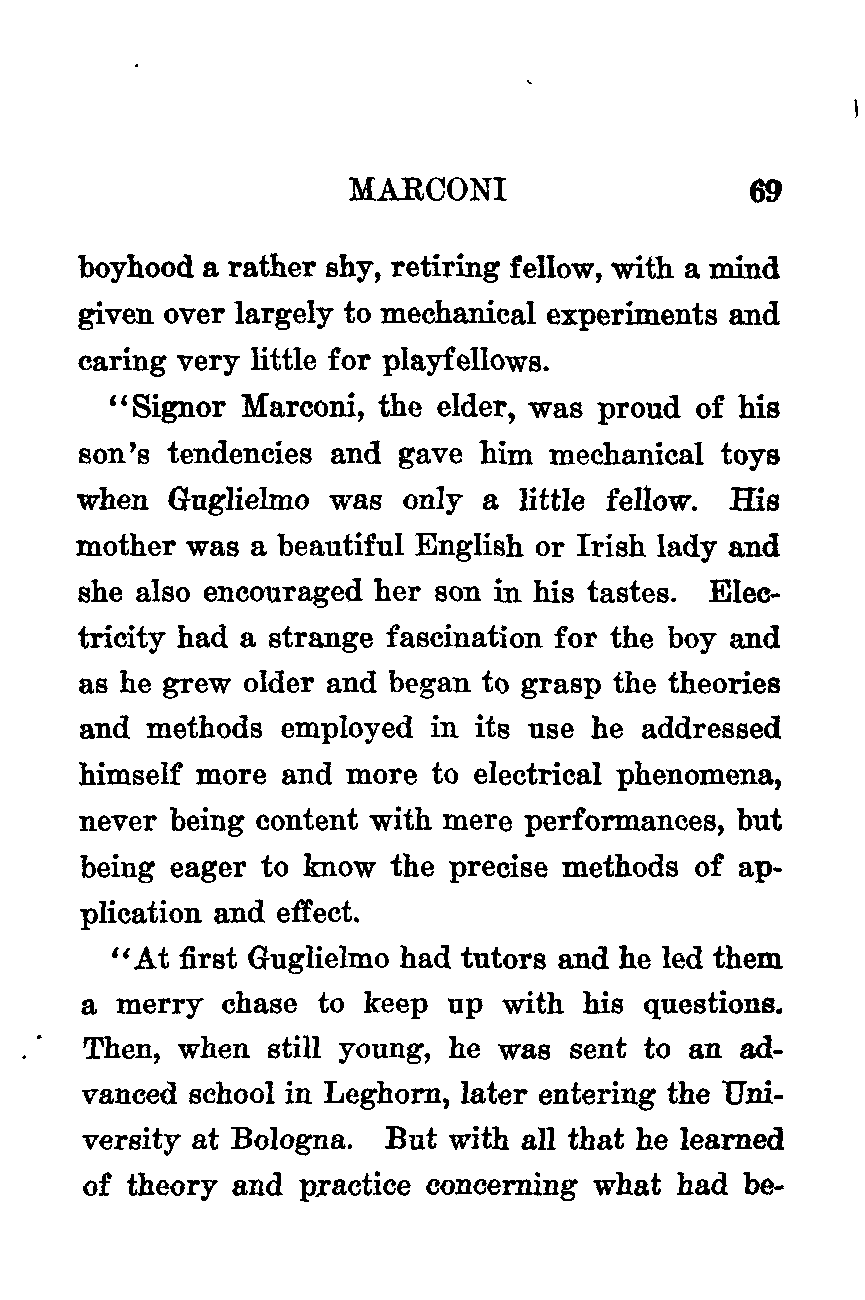 MARCONI 69
boyhood a rather shy, retiring fellow, with a mind
given over largely to mechanical experiments and
caring very little for playfellows.
"Signor Marconi, the elder, was proud of his
son's tendencies and gave him mechanical toys
when Guglielmo was only a little fellow. His
mother was a beautiful English or Irish lady and
she also encouraged her son in his tastes. Elec-
tricity had a strange fascination for the boy and
as he grew older and began to grasp the theories
and methods employed in its use he addressed
himself more and more to electrical phenomena,
never being content with mere performances, but
being eager to know the precise methods of ap-
plication and effect.
"At first Guglielmo had tutors and he led them
a merry chase to keep up with his questions.
Then, when still young, he was sent to an ad-
vanced school in Leghorn, later entering the Uni-
versity at Bologna. But with all that he learned
of theory and practice concerning what had be-